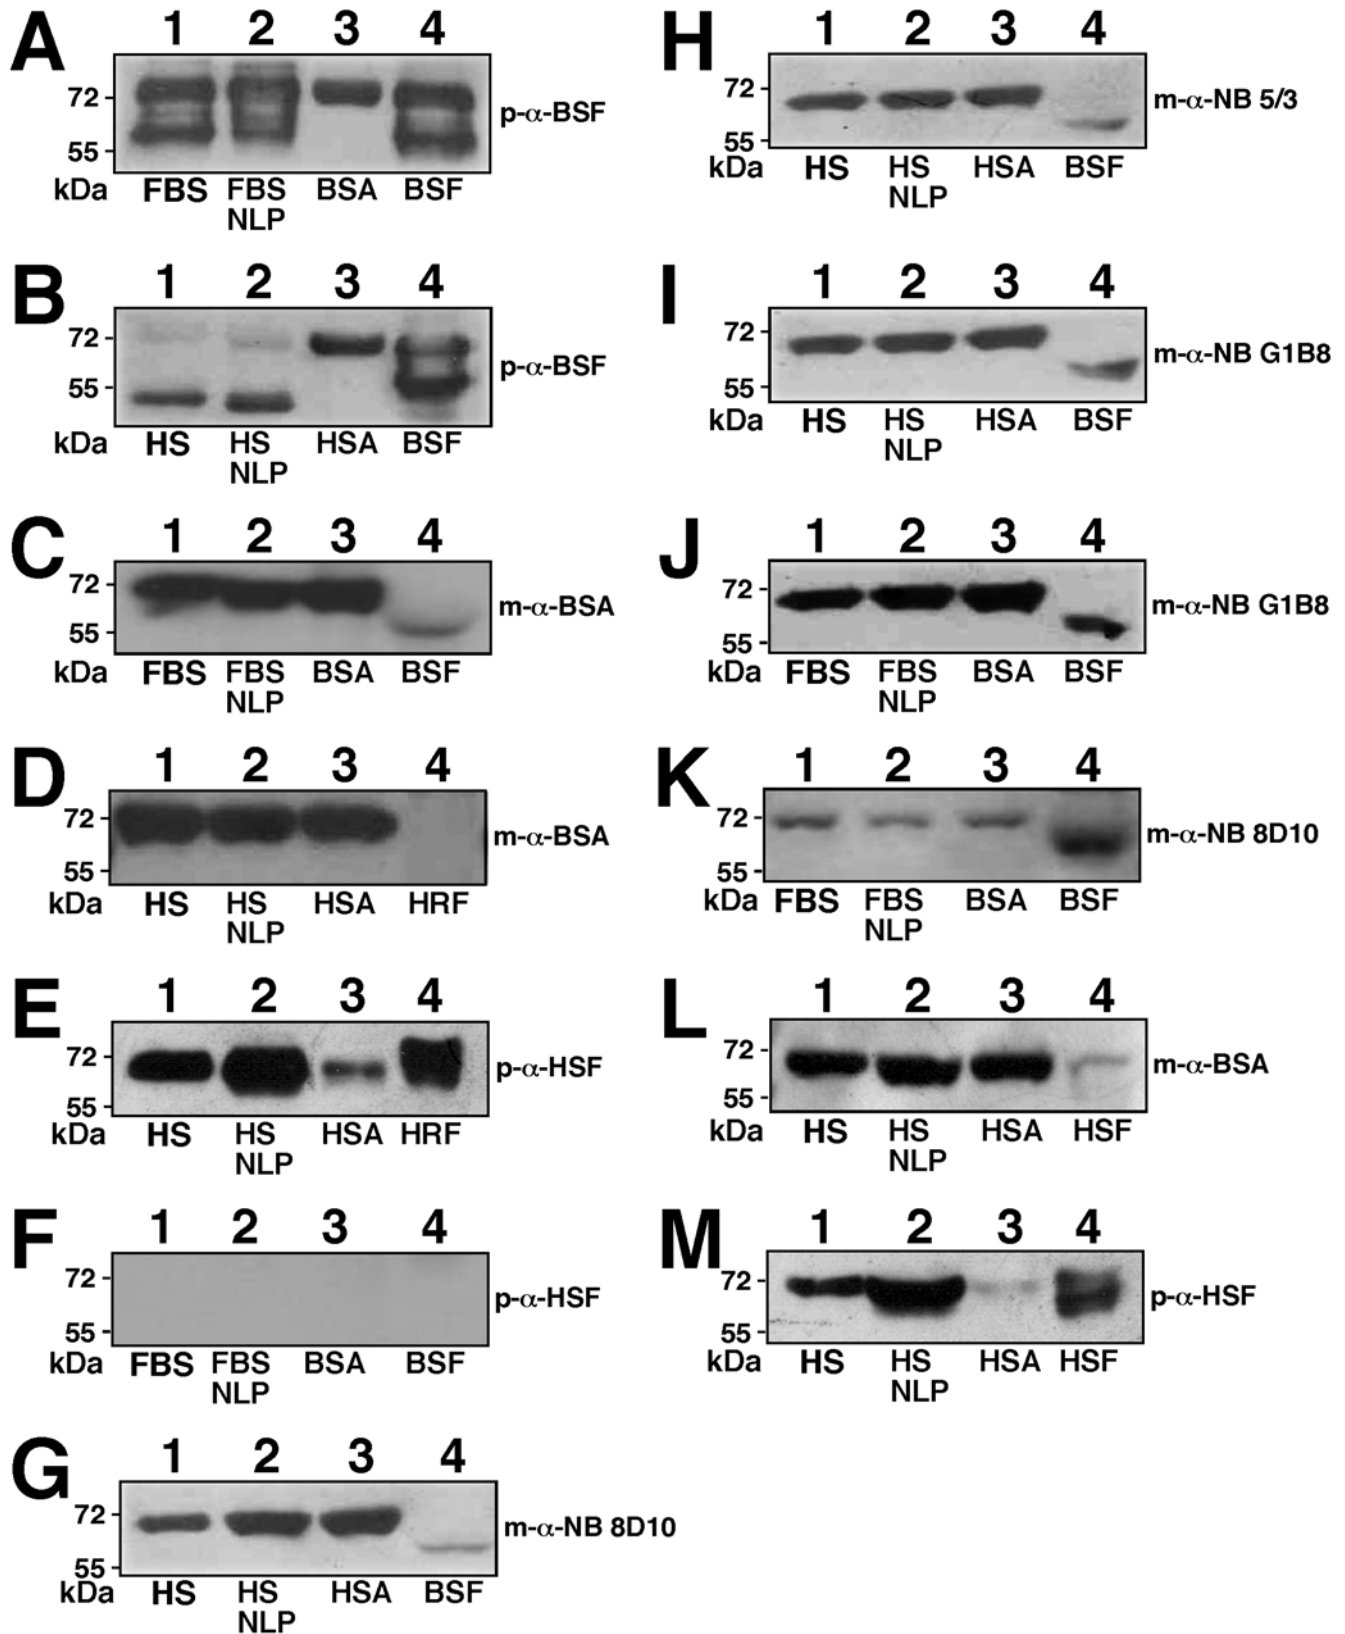 A
1 2 3 4
72 -
p-α-BSF
55 -
kDa FBS FBS BSA BSF
NLP
B
1 2 3 4
72 -
p-α-BSF
55 -
kDa HS HS HSA BSF
NLP
C
1 2 3 4
72 -
m-α-BSA
55 -
kDa FBS FBS BSA BSF
NLP
D
1 2 3 4
72 -
m-α-BSA
55 -
kDa HS HS HSA HRF
NLP
E
1 2 3 4
72 -
p-α-HSF
55 -
kDa HS HS HSA HRF
NLP
F
1 2 3 4
72 -
p-α-HSF
55 -
kDa FBS FBS BSA BSF
NLP
G
1 2 3 4
72 -
m-α-NB 8D10
55 -
kDa HS HS HSA BSF
NLP
H
1 2 3 4
72 -
m-α-NB 5/3
55 -
kDa HS HS HSA BSF
NLP
I
1 2 3 4
72 -
m-α-NB G1B8
55 -
kDa HS HS HSA BSF
NLP
J
1 2 3 4
72 -
m-α-NB G1B8
55 -
kDa FBS FBS BSA BSF
NLP
K
1 2 3 4
72 -
m-α-NB 8D10
55 -
kDa FBS FBS BSA BSF
NLP
L
1 2 3 4
72 -
m-α-BSA
55 -
kDa HS HS HSA HSF
NLP
M
1 2 3 4
72 -
p-α-HSF
55 -
kDa HS HS HSA HSF
NLP